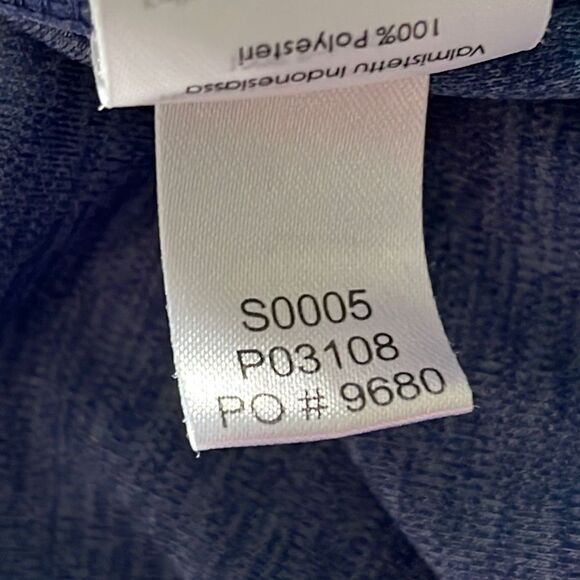 Valmistettu Indonesiassa
100% Polyesteri
S0005
P03108
PO # 9680